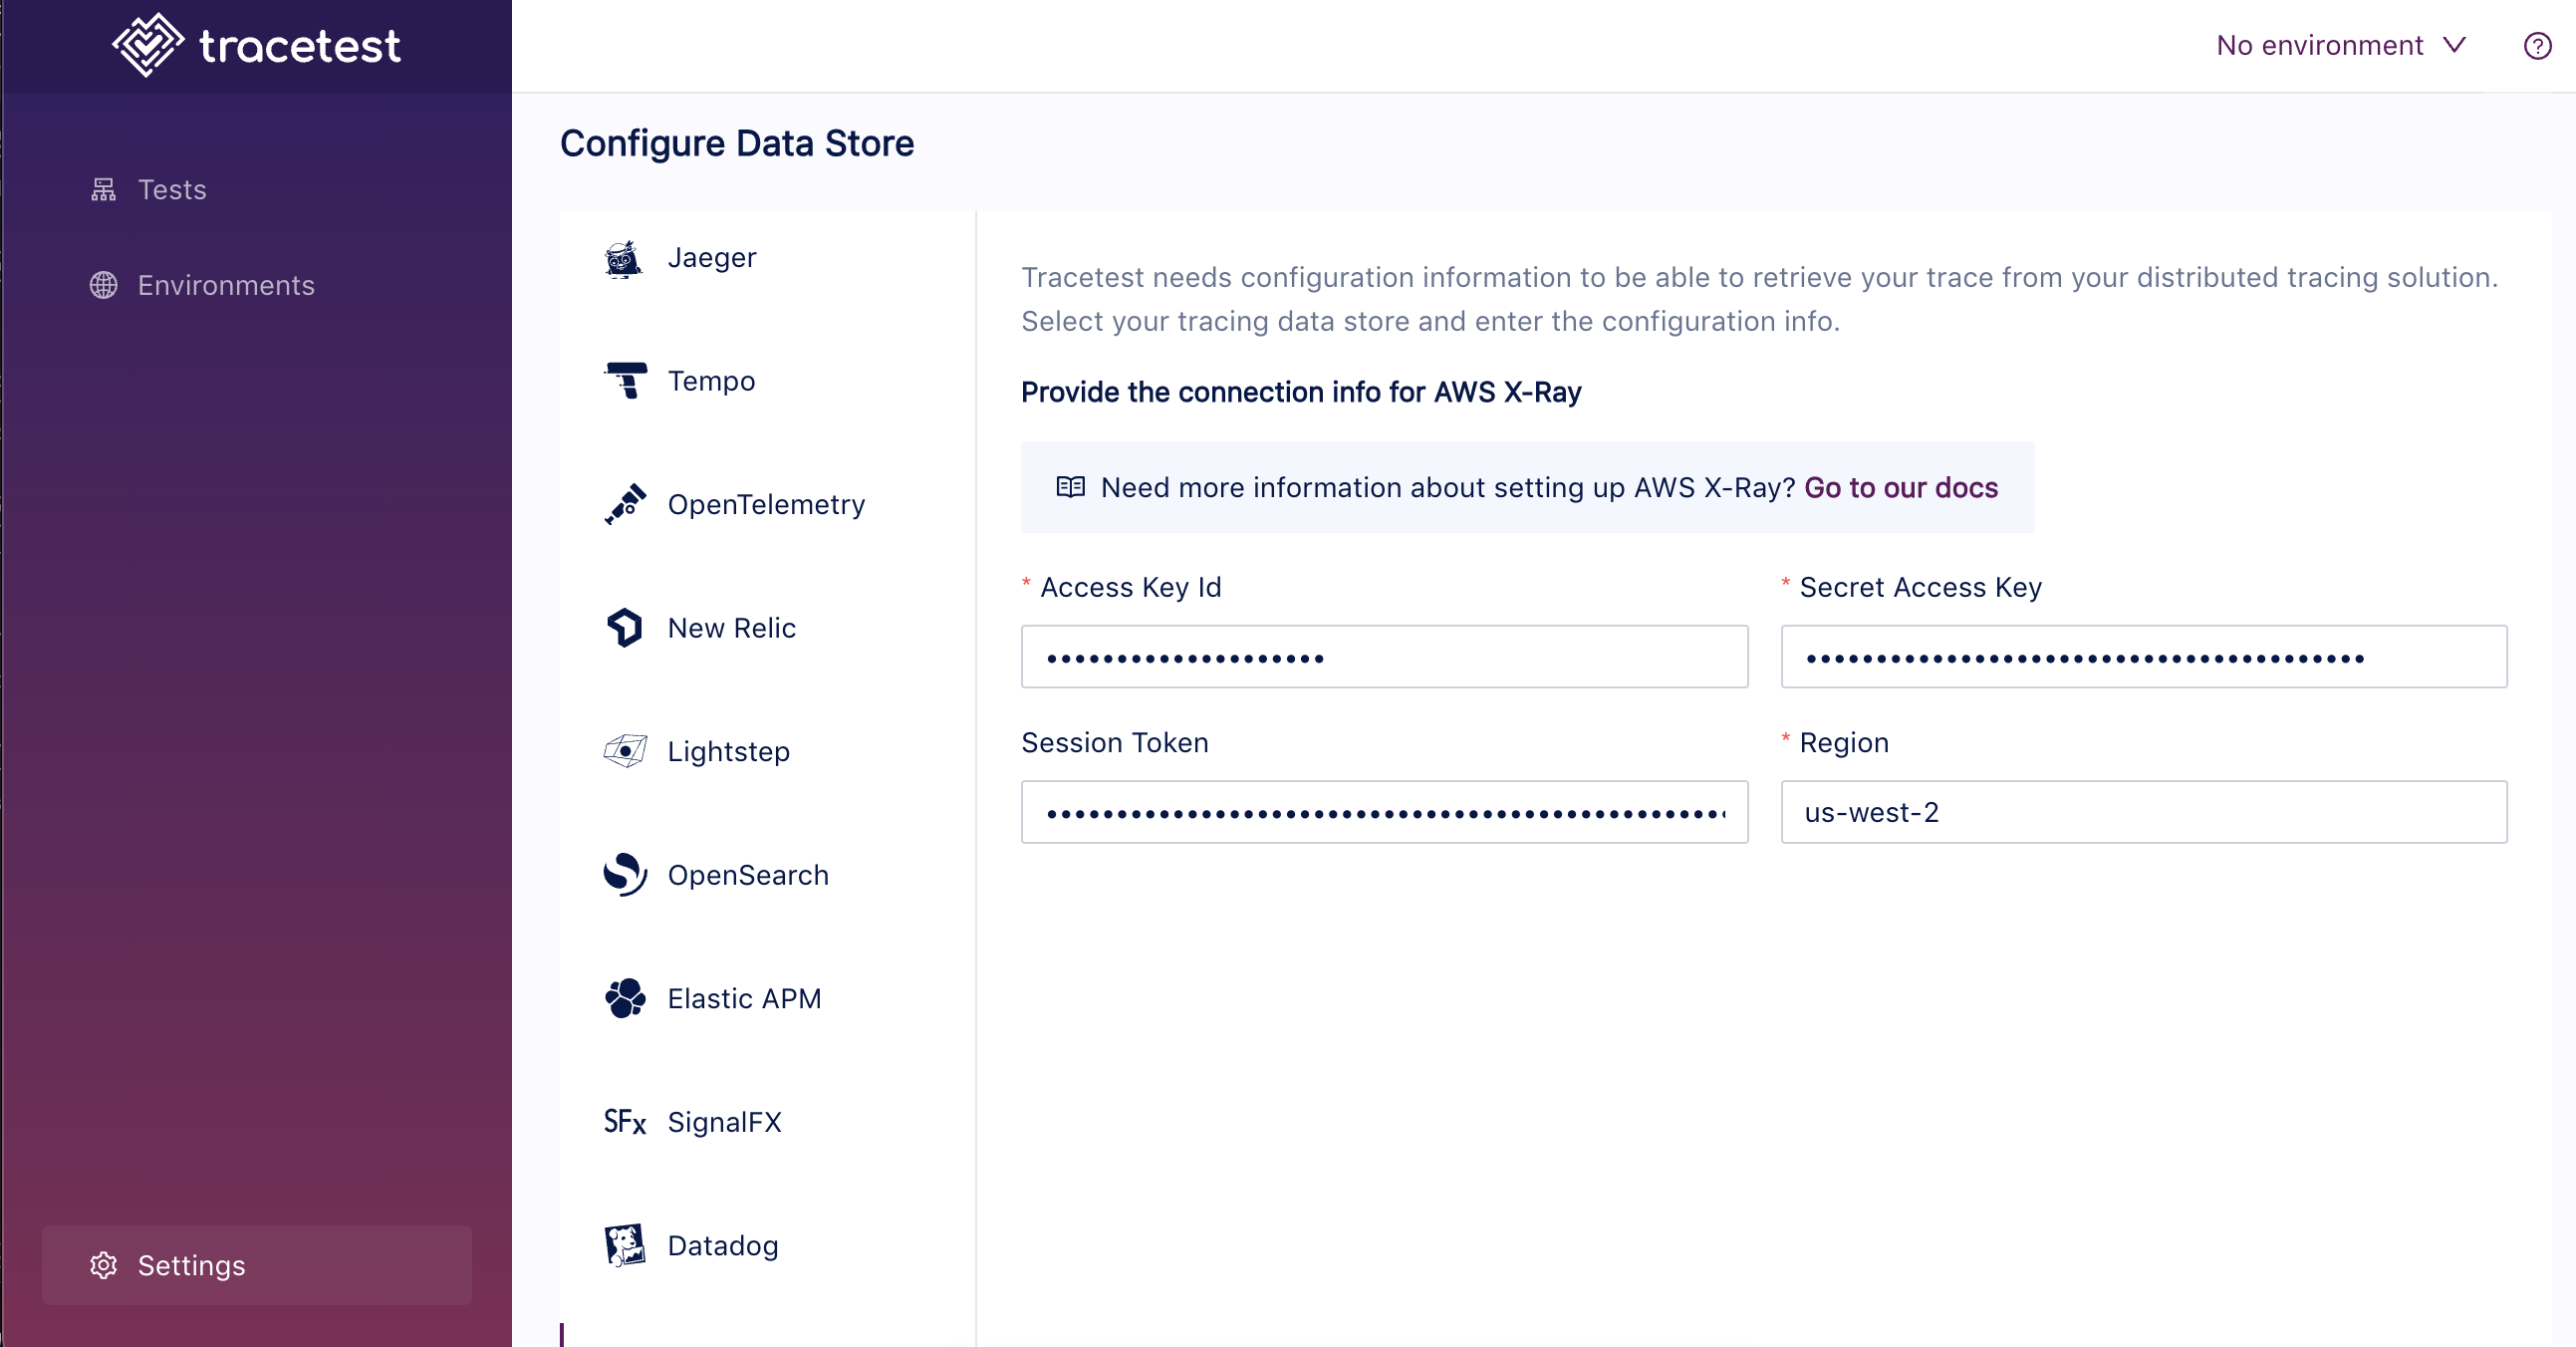 tracetest
No environment
Tests
Environments
Settings
Configure Data Store
Jaeger
Tempo
OpenTelemetry
New Relic
Lightstep
OpenSearch
Elastic APM
SFx SignalFX
Datadog
Tracetest needs configuration information to be able to retrieve your trace from your distributed tracing solution.
Select your tracing data store and enter the configuration info.
Provide the connection info for AWS X-Ray
Need more information about setting up AWS X-Ray? Go to our docs
* Access Key Id
* Secret Access Key
Session Token
* Region
us-west-2